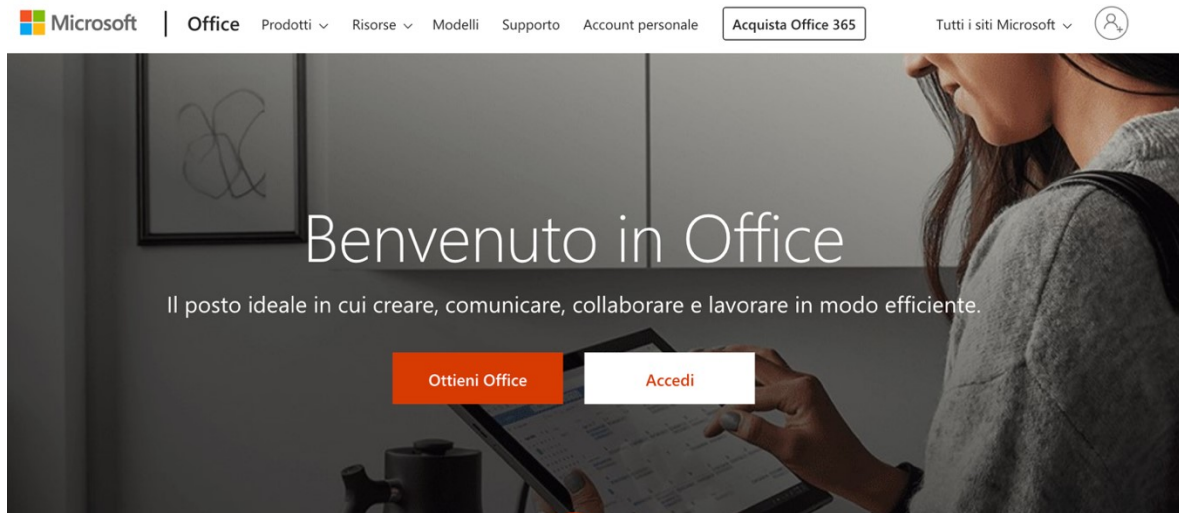 Microsoft Office Prodotti Risorse Modelli Supporto Account personale Acquista Office 365 Tutti i siti Microsoft
Benvenuto in Office
Il posto ideale in cui creare, comunicare, collaborare e lavorare in modo efficiente.
Ottieni Office Accedi